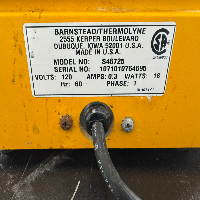 BARNSTEAD/THERMOLYNE
2555 KERPER BOULEVARD
DUBUQUE, IOWA 52001 U.S.A.
MADE IN U.S.A.
MODEL NO: S46725
SERIAL NO: 1071010764695
VOLTS: 120 AMPS: 0.3 WATTS: 18
Hz: 60 PHASE: 1